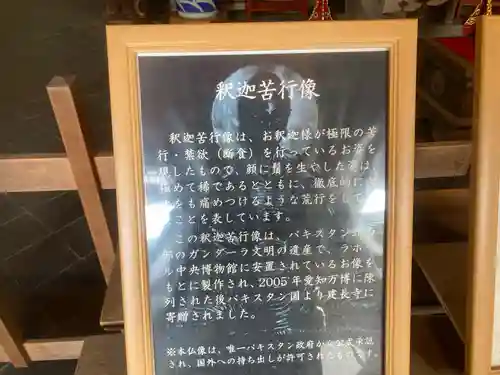 釈迦苦行像
釈迦苦行像は、お釈迦様が極限の苦
行・禁欲（断食）を行っているお姿を
現したもので、顔に鬚を生やした
めて稀であるとともに、徹底的に
をも痛めつけるような荒行をして
ことを表しています。
この釈迦苦行像は、パキスタン
のガンダーラ文明の遺産で、ラホ
ル中央博物館に安置されているお像を
もとに製作され、2005年愛知万博に陳
列された後パキスタン国より建長寺に
寄贈されました。
※本仏像は、唯一パキスタン政府から公式承認
され、国外への持ち出しが許可されたものです。